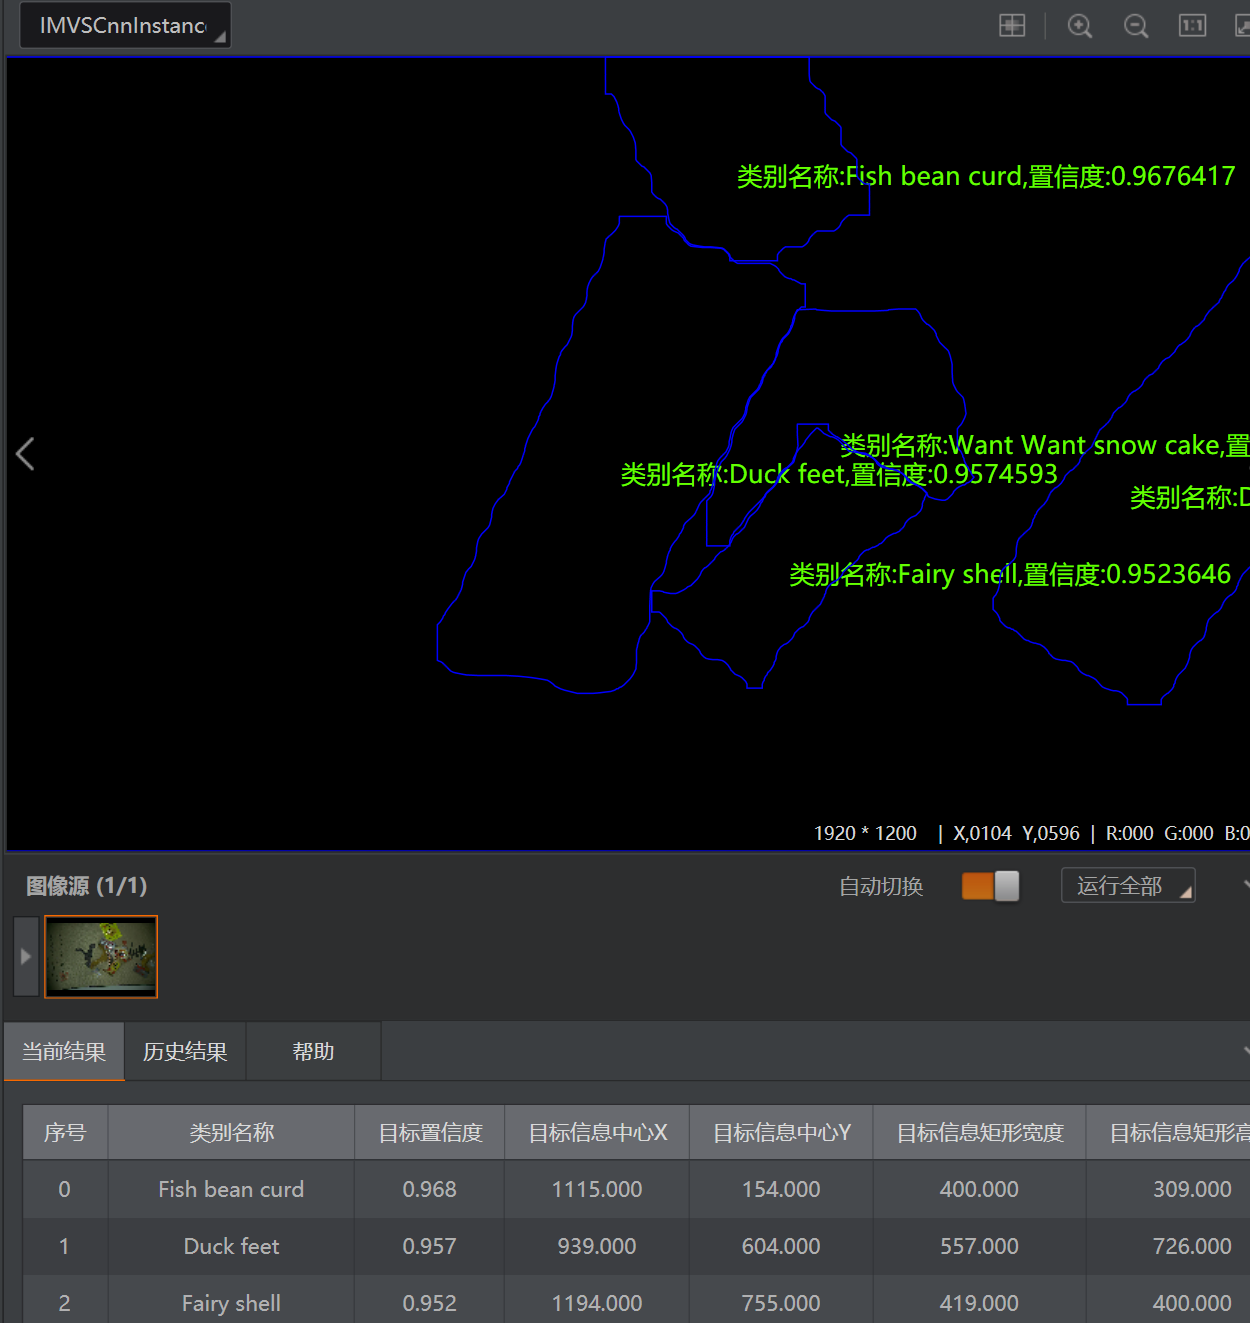 IMVSCnnInstanc
1:1
类别名称:Fish bean curd,置信度:0.9676417
类别名称:Want Want snow cake,置
类别名称:Duck feet,置信度:0.9574593
类别名称:D
类别名称:Fairy shell,置信度:0.9523646
1920 * 1200 | X,0104 Y,0596 | R:000 G:000 B:0
图像源 (1/1)
自动切换
运行全部
当前结果 历史结果 帮助
序号 类别名称 目标置信度 目标信息中心X 目标信息中心Y 目标信息矩形宽度 目标信息矩形高
0 Fish bean curd 0.968 1115.000 154.000 400.000 309.000
1 Duck feet 0.957 939.000 604.000 557.000 726.000
2 Fairy shell 0.952 1194.000 755.000 419.000 400.000